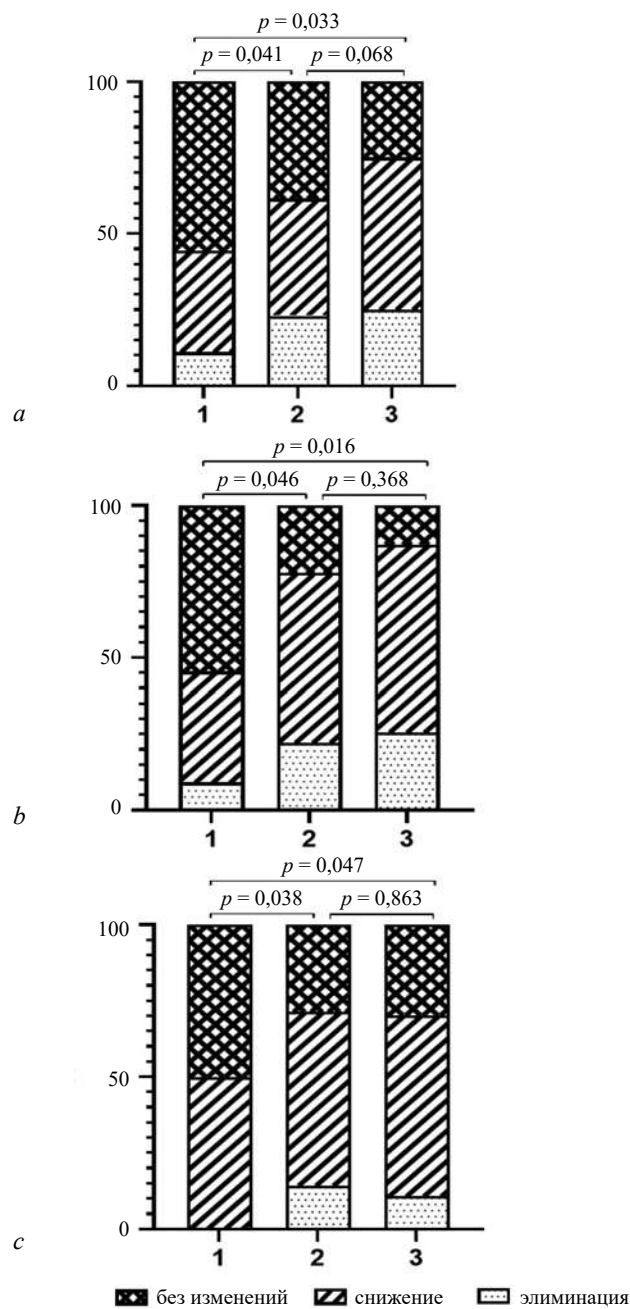 p = 0,033
p = 0,041 p = 0,068
100
50
0
1 2 3
a
p = 0,016
p = 0,046 p = 0,368
100
50
0
1 2 3
b
p = 0,047
p = 0,038 p = 0,863
100
50
0
1 2 3
c
без изменений снижение элиминация